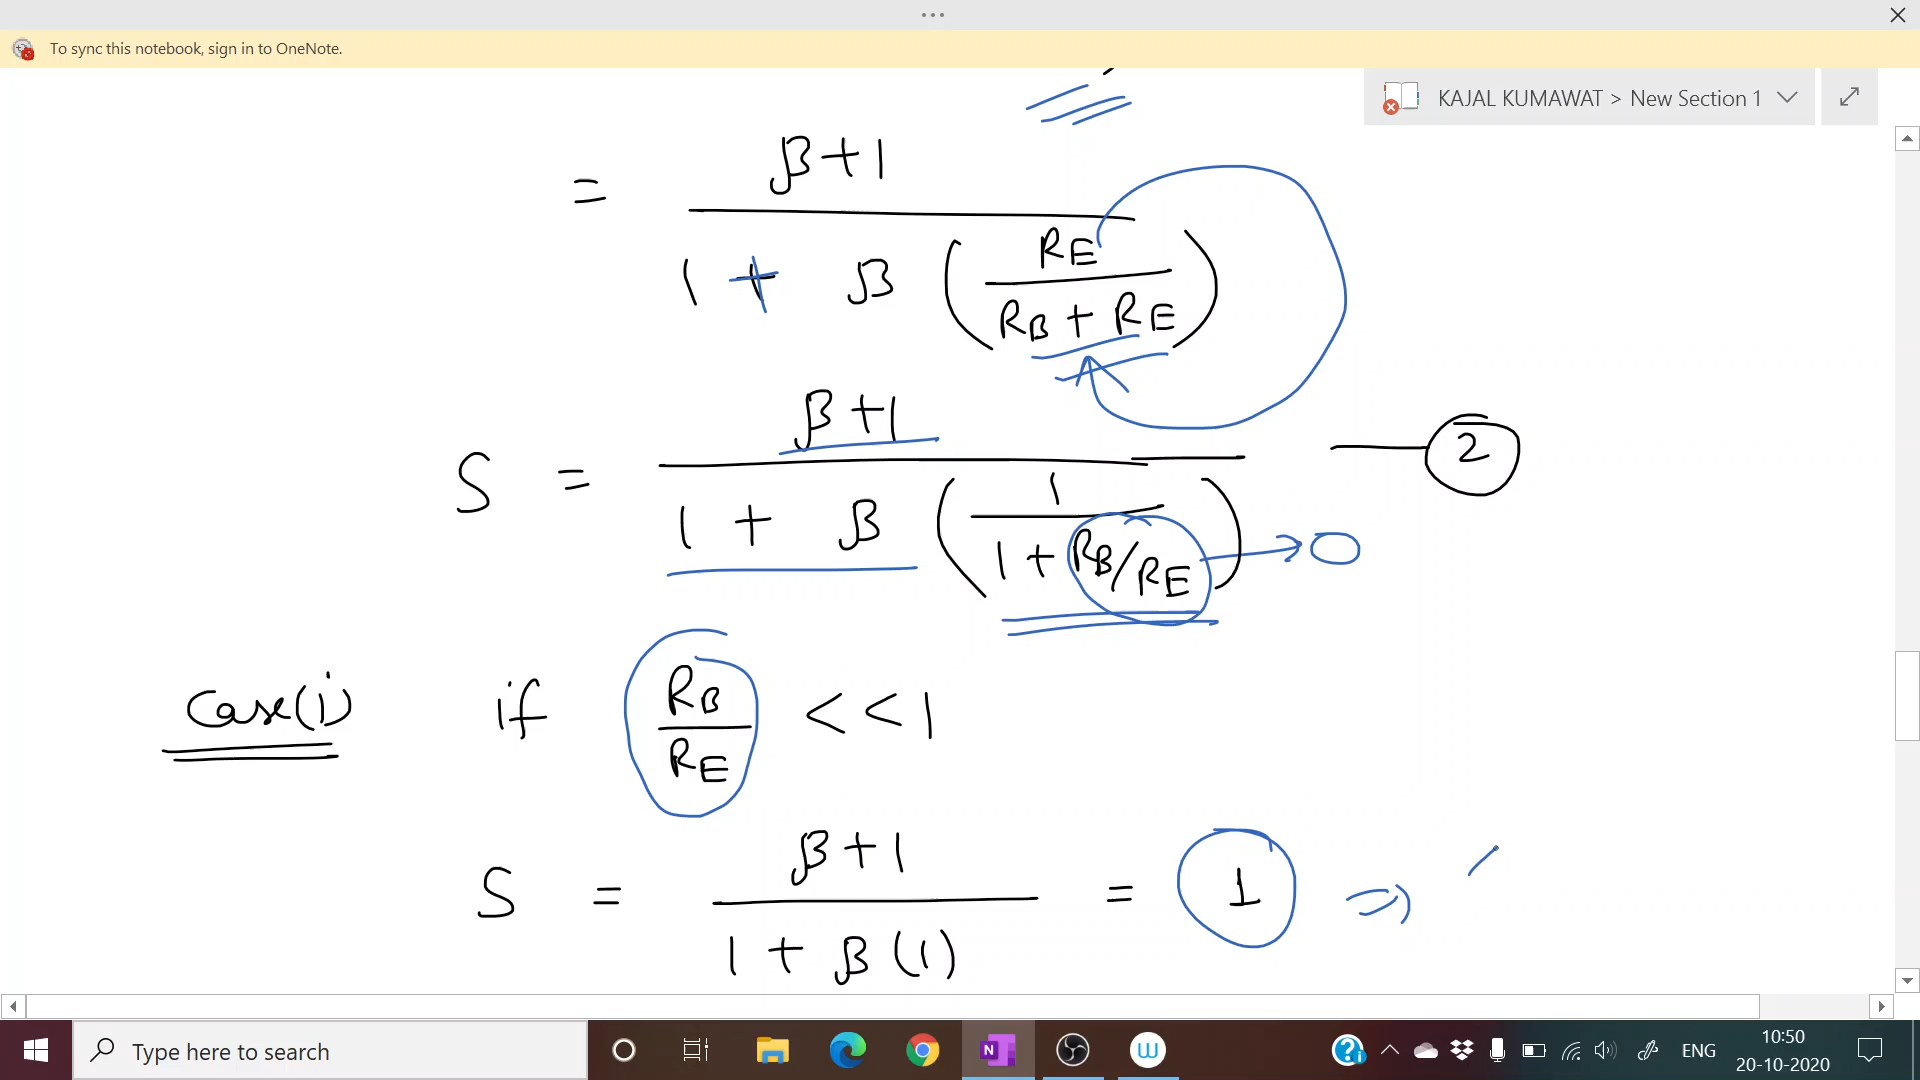 To sync this notebook, sign in to OneNote.
KAJAL KUMAWAT > New Section 1
= β+1
1 + β (RE
RB + RE)
S = β+1 — 2
1 + β (1
1 + RB/RE) → 0
Case(i) if RB
RE << 1
S = β+1 = 1 ⇒
1 + β(1)
Type here to search
ENG
10:50
20-10-2020